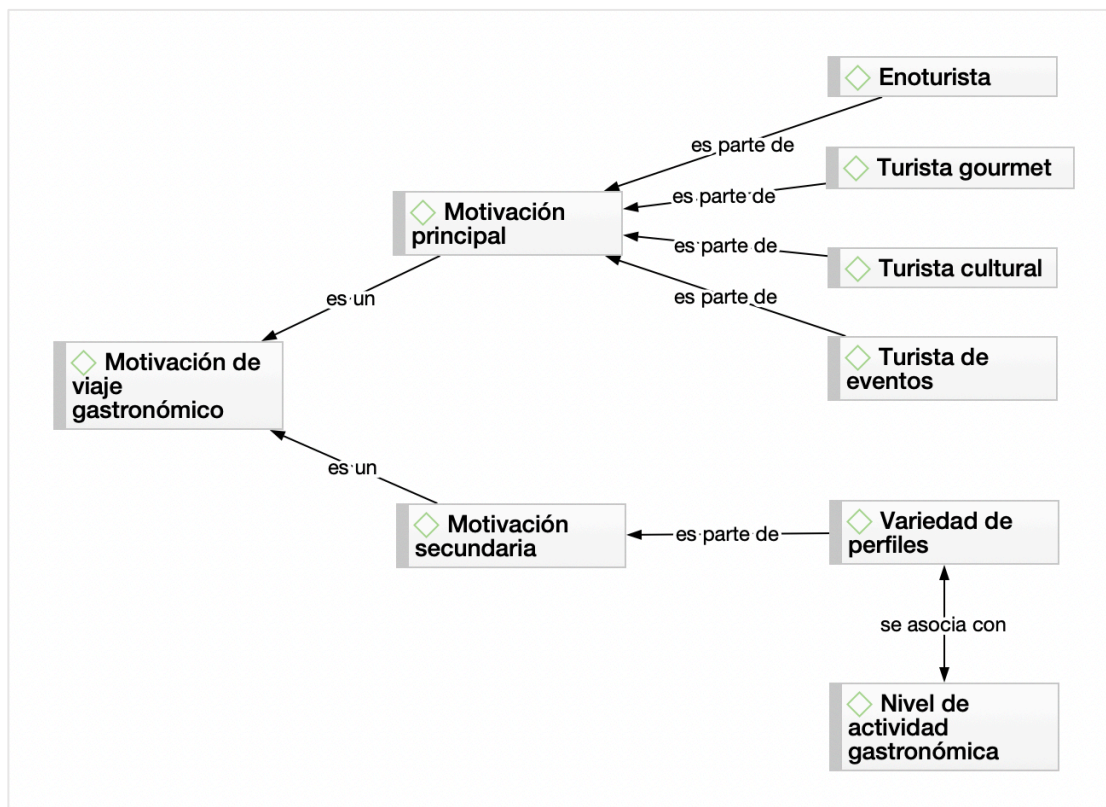 Enoturista
es parte de
Turista gourmet
es parte de
Motivación
principal
es parte de
Turista cultural
es parte de
es un
Turista de
eventos
Motivación de
viaje
gastronómico
es un
Motivación
secundaria
es parte de
Variedad de
perfiles
se asocia con
Nivel de
actividad
gastronómica